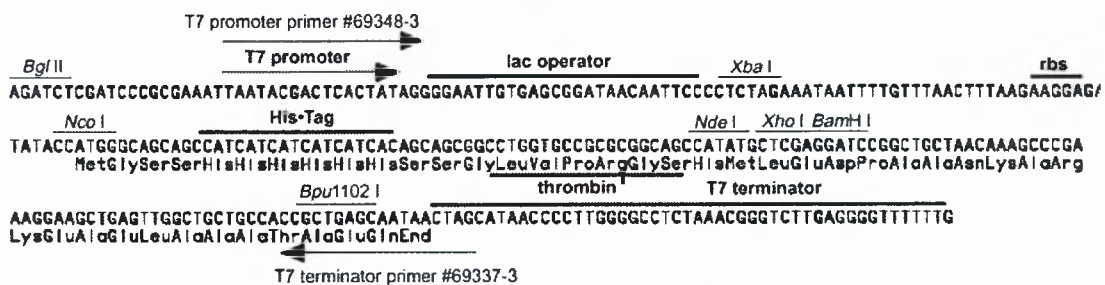 T7 promoter primer #69348-3
Bgl II T7 promoter lac operator Xba I rbs
AGATCTCGATCCCGCGAAATTAATACGACTCACTATAGGGGAATTGTGAGCGGATAACAATTCCCCTCTAGAAATAATTTTGTTTAACTTTAAGAAGGAGA
Nco I His•Tag Nde I Xho I BamH I
TATACCATGGGCAGCAGCCATCATCATCATCATCACAGCAGCGGCCTGGTGCCGCGCGGCAGCCATATGCTCGAGGATCCGGCTGCTAACAAAGCCCGA
MetGlySerSerHisHisHisHisHisHisSerSerGlyLeuValProArgGlySerHisMetLeuGluAspProAlaAlaAsnLysAlaArg
Bpu1102 I thrombin T7 terminator
AAGGAAGCTGAGTTGGCTGCTGCCACCGCTGAGCAATAACTAGCATAACCCCTTGGGGCCTCTAAACGGGTCTTGAGGGGTTTTTTG
LysGluAlaGluLeuAlaAlaAlaThrAlaGluGlnEnd
T7 terminator primer #69337-3